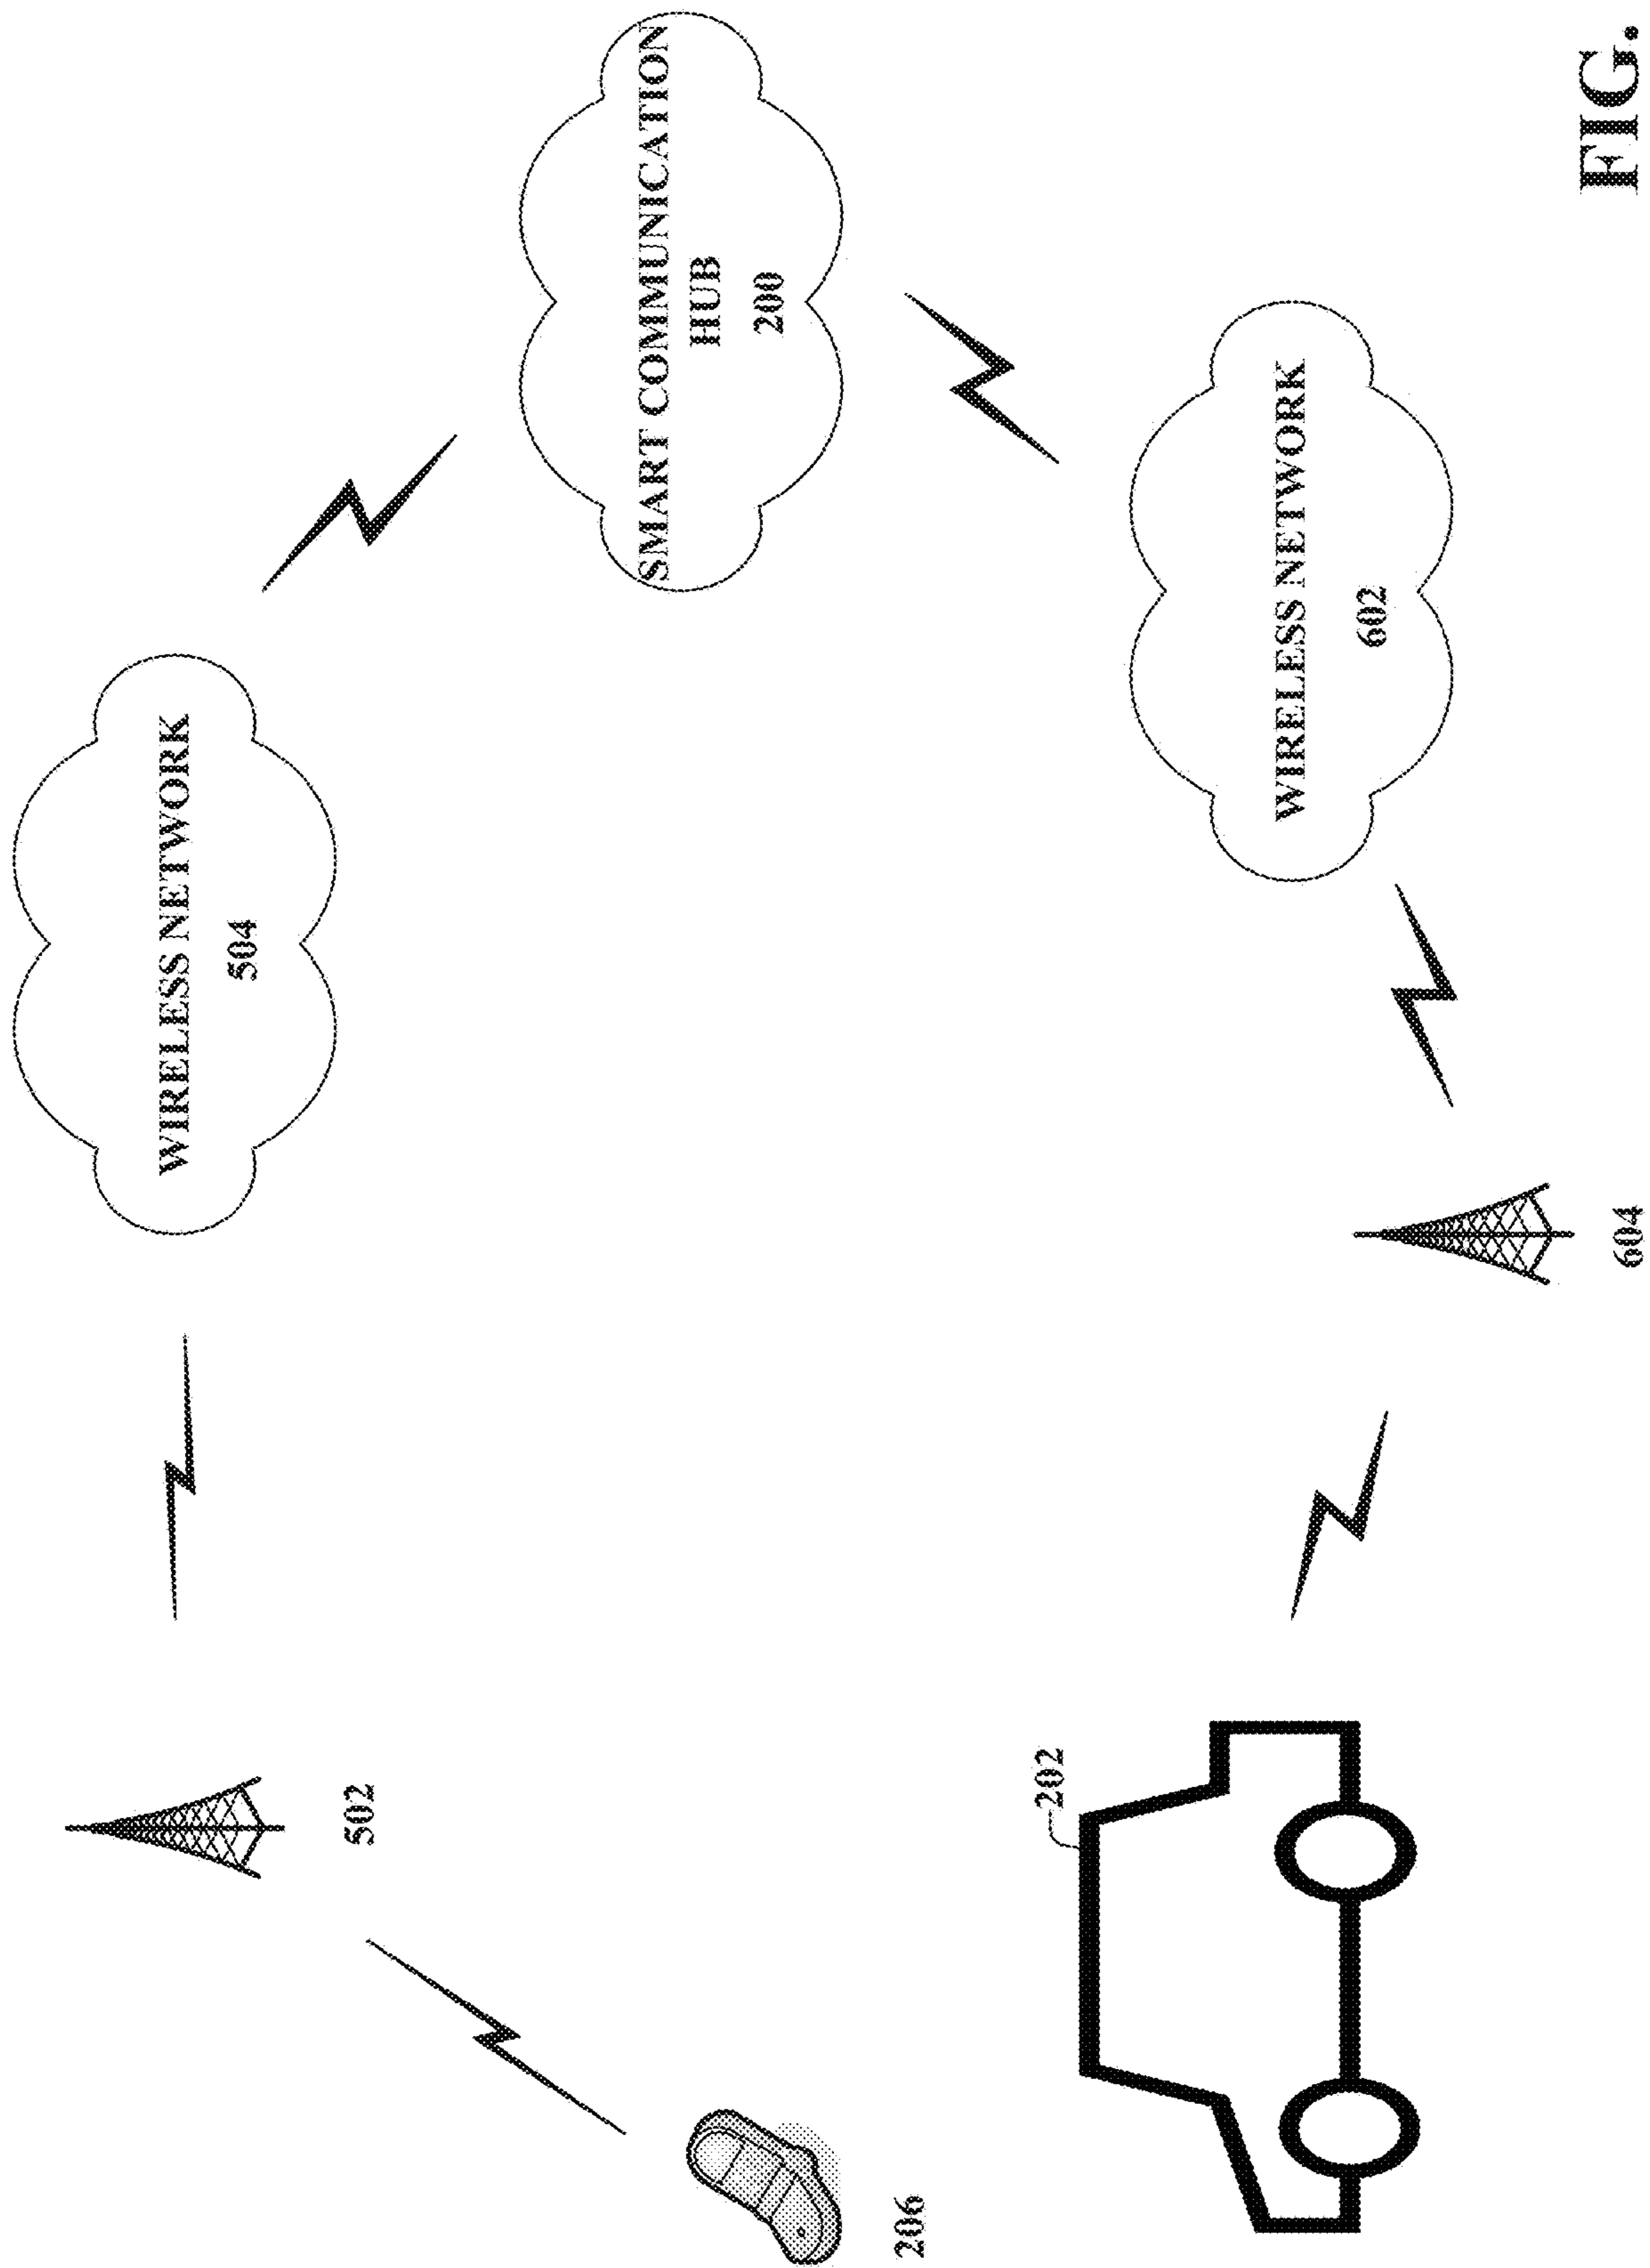 WIRELESS NETWORK
504
502
SMART COMMUNICATION
HUB
200
206
202
WIRELESS NETWORK
602
604
FIG.